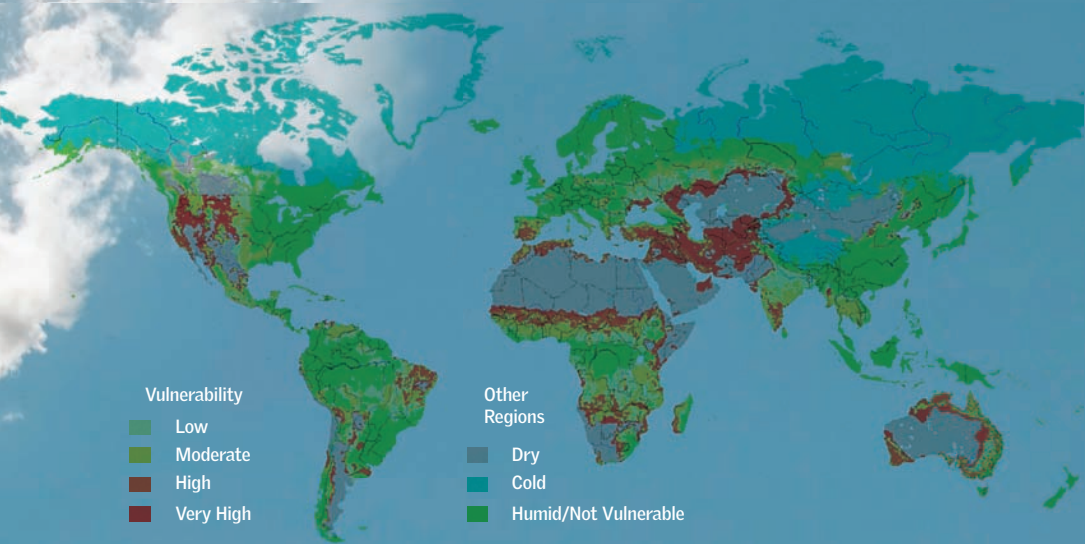 Vulnerability
Low
Moderate
High
Very High
Other
Regions
Dry
Cold
Humid/Not Vulnerable